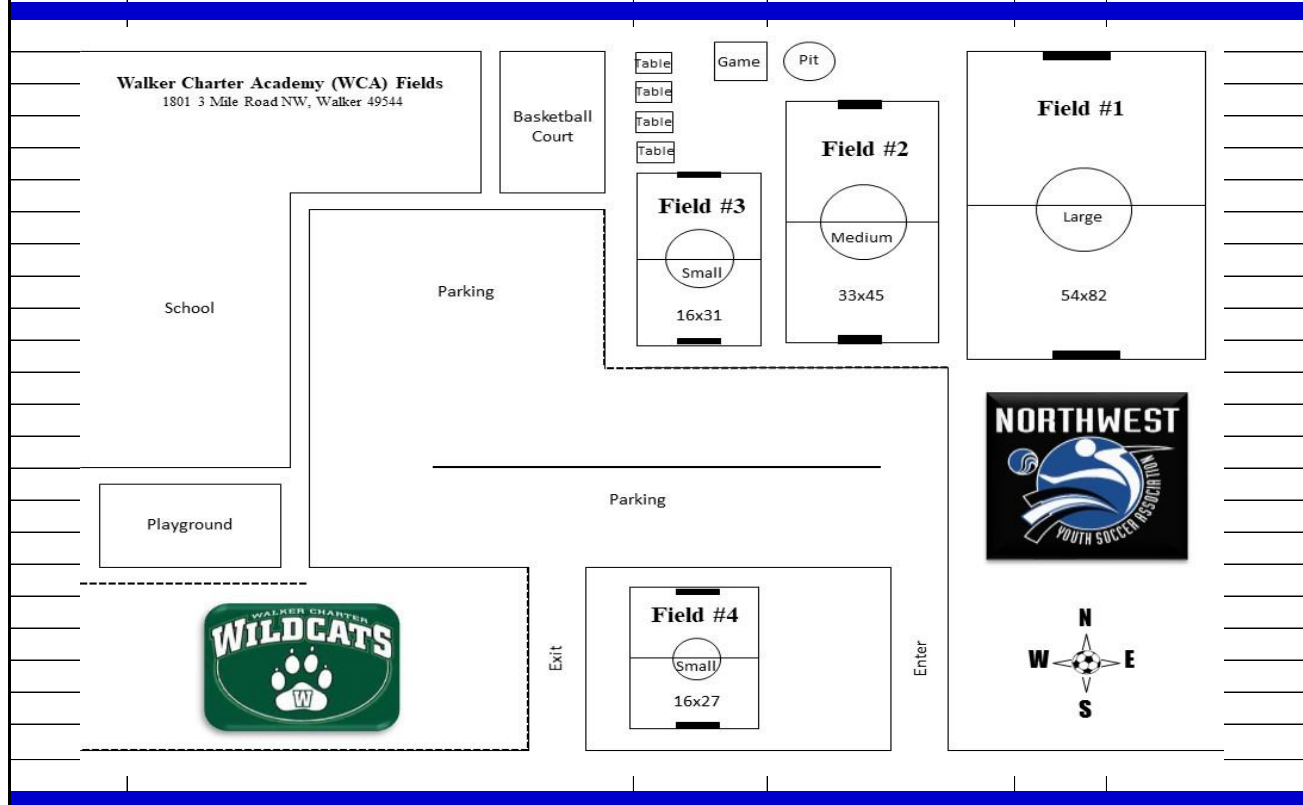 Walker Charter Academy (WCA) Fields
1801 3 Mile Road NW, Walker 49544
Basketball
Court
Table
Table
Table
Table
Game
Pit
Field #1
Large
54x82
Field #2
Medium
33x45
Field #3
Small
16x31
School
Parking
Parking
Playground
NORTHWEST
YOUTH SOCCER ASSOCIATION
WALKER CHARTER
WILDCATS
W
Exit
Field #4
Small
16x27
Enter
N
W E
S